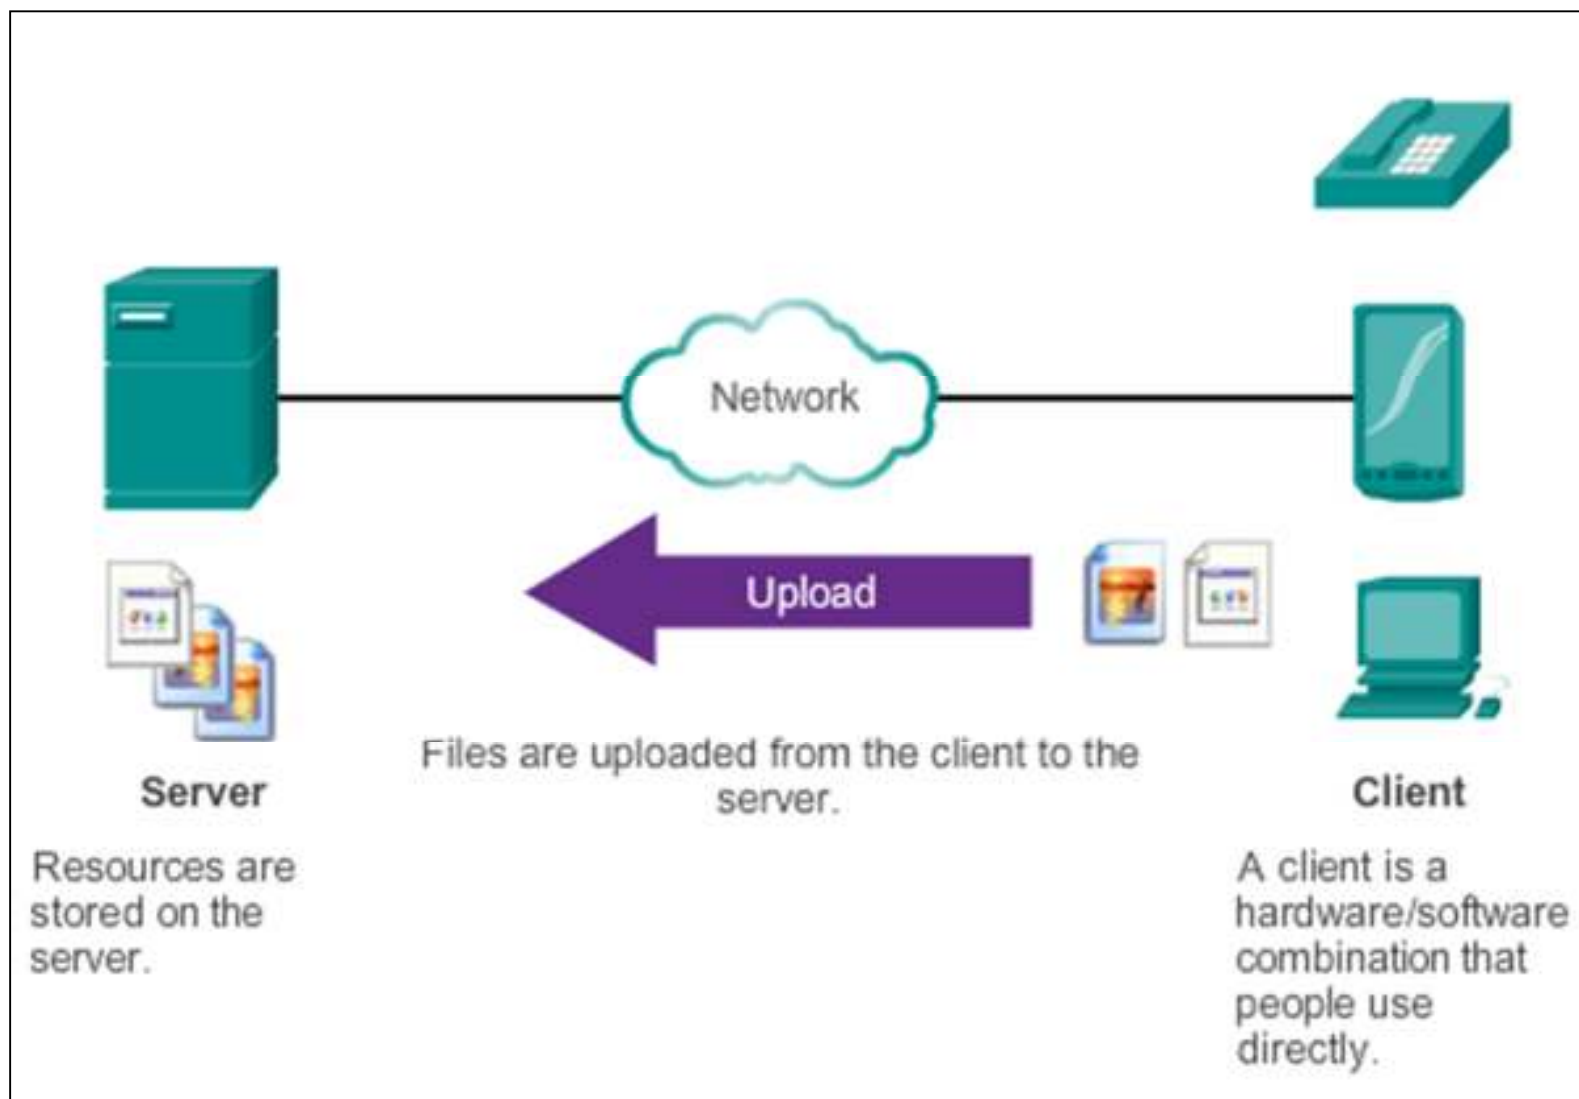 Network
Upload
Files are uploaded from the client to the
server.
Server
Resources are
stored on the
server.
Client
A client is a
hardware/software
combination that
people use
directly.